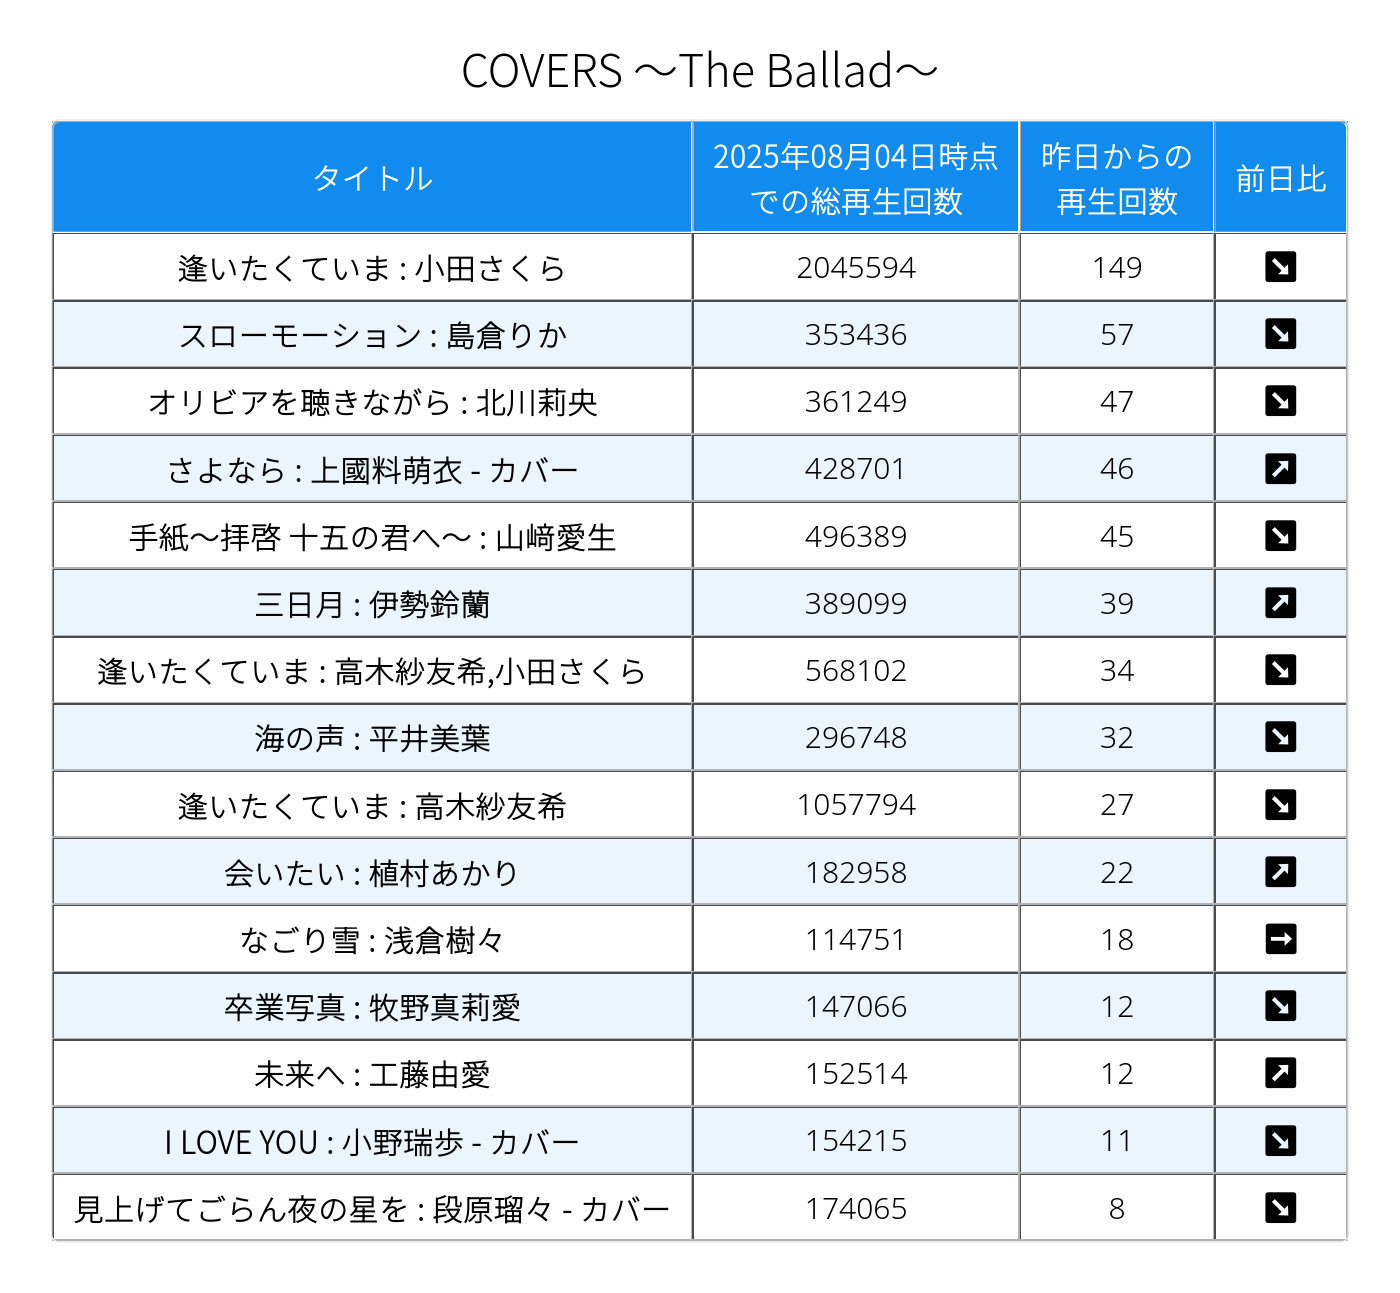 COVERS ～The Ballad～
タイトル 2025年08月04日時点での総再生回数 昨日からの再生回数 前日比
逢いたくていま : 小田さくら 2045594 149 ↘
スローモーション : 島倉りか 353436 57 ↘
オリビアを聴きながら : 北川莉央 361249 47 ↘
さよなら : 上國料萌衣 - カバー 428701 46 ↗
手紙～拝啓 十五の君へ～ : 山﨑愛生 496389 45 ↘
三日月 : 伊勢鈴蘭 389099 39 ↗
逢いたくていま : 高木紗友希,小田さくら 568102 34 ↘
海の声 : 平井美葉 296748 32 ↘
逢いたくていま : 高木紗友希 1057794 27 ↘
会いたい : 植村あかり 182958 22 ↗
なごり雪 : 浅倉樹々 114751 18 →
卒業写真 : 牧野真莉愛 147066 12 ↘
未来へ : 工藤由愛 152514 12 ↗
I LOVE YOU : 小野瑞歩 - カバー 154215 11 ↘
見上げてごらん夜の星を : 段原瑠々 - カバー 174065 8 ↘